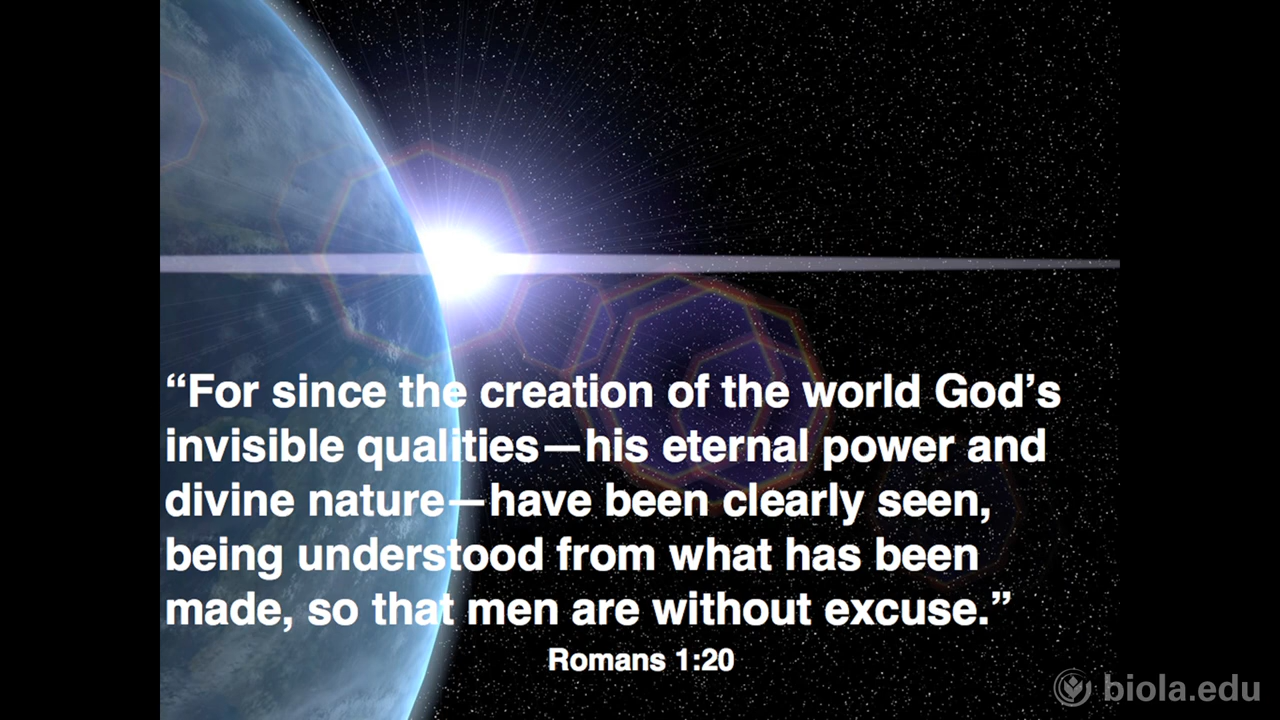 “For since the creation of the world God’s
invisible qualities—his eternal power and
divine nature—have been clearly seen,
being understood from what has been
made, so that men are without excuse.”
Romans 1:20
biola.edu